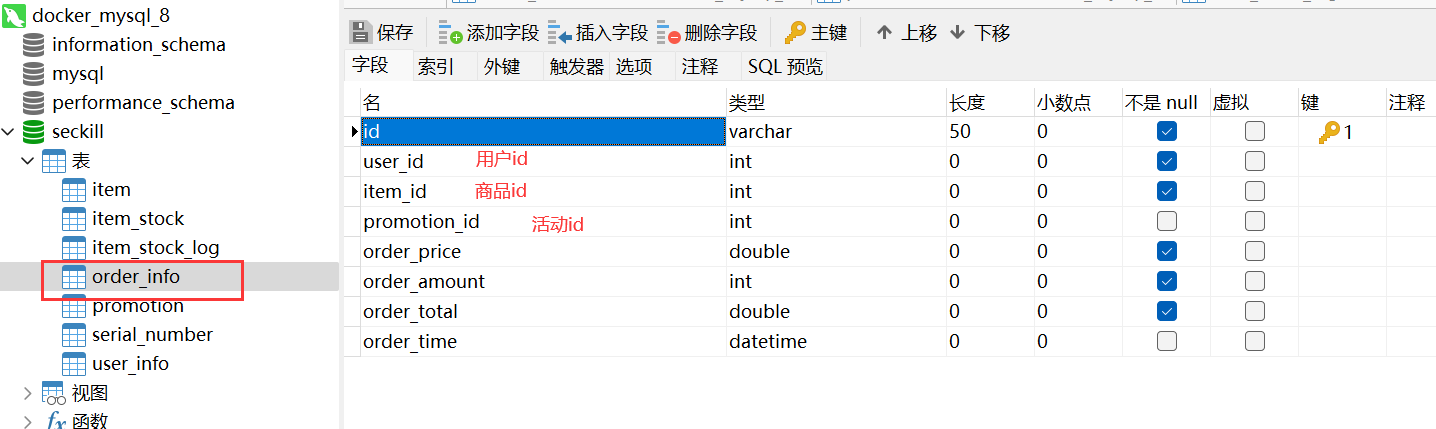 docker_mysql_8
information_schema
mysql
performance_schema
seckill
表
item
item_stock
item_stock_log
order_info
promotion
serial_number
user_info
视图
fx 函数
保存 添加字段 插入字段 删除字段 主键 上移 下移
字段 索引 外键 触发器 选项 注释 SQL 预览
名 类型 长度 小数点 不是 null 虚拟 键 注释
id varchar 50 0 1
user_id 用户id int 0 0
item_id 商品id int 0 0
promotion_id 活动id int 0 0
order_price double 0 0
order_amount int 0 0
order_total double 0 0
order_time datetime 0 0